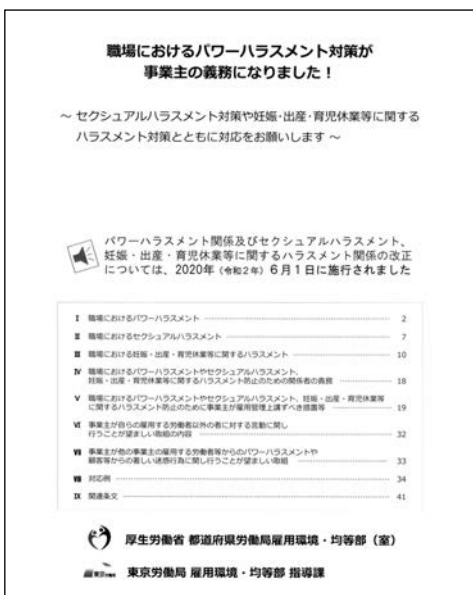 職場におけるパワーハラスメント対策が
事業主の義務になりました！
～ セクシュアルハラスメント対策や妊娠・出産・育児休業等に関する
ハラスメント対策とともに対応をお願いします ～
パワーハラスメント関係及びセクシュアルハラスメント、
妊娠・出産・育児休業等に関するハラスメント関係の改正
については、2020年（令和２年）６月１日に施行されました
Ⅰ 職場におけるパワーハラスメント 2
Ⅱ 職場におけるセクシュアルハラスメント 7
Ⅲ 職場における妊娠・出産・育児休業等に関するハラスメント 10
Ⅳ 職場におけるパワーハラスメントやセクシュアルハラスメント、
妊娠・出産・育児休業等に関するハラスメント防止のための関係者の責務 18
Ⅴ 職場におけるパワーハラスメントやセクシュアルハラスメント、妊娠・出産・育児休業等
に関するハラスメント防止のために事業主が雇用管理上講ずべき措置等 19
Ⅵ 事業主が自らの雇用する労働者以外の者に対する言動に関し
行うことが望ましい取組の内容 32
Ⅶ 事業主が他の事業主の雇用する労働者等からのパワーハラスメントや
顧客等からの著しい迷惑行為に関し行うことが望ましい取組 33
Ⅷ 対応例 34
Ⅸ 関連条文 41
厚生労働省 都道府県労働局雇用環境・均等部（室）
東京労働局 雇用環境・均等部 指導課